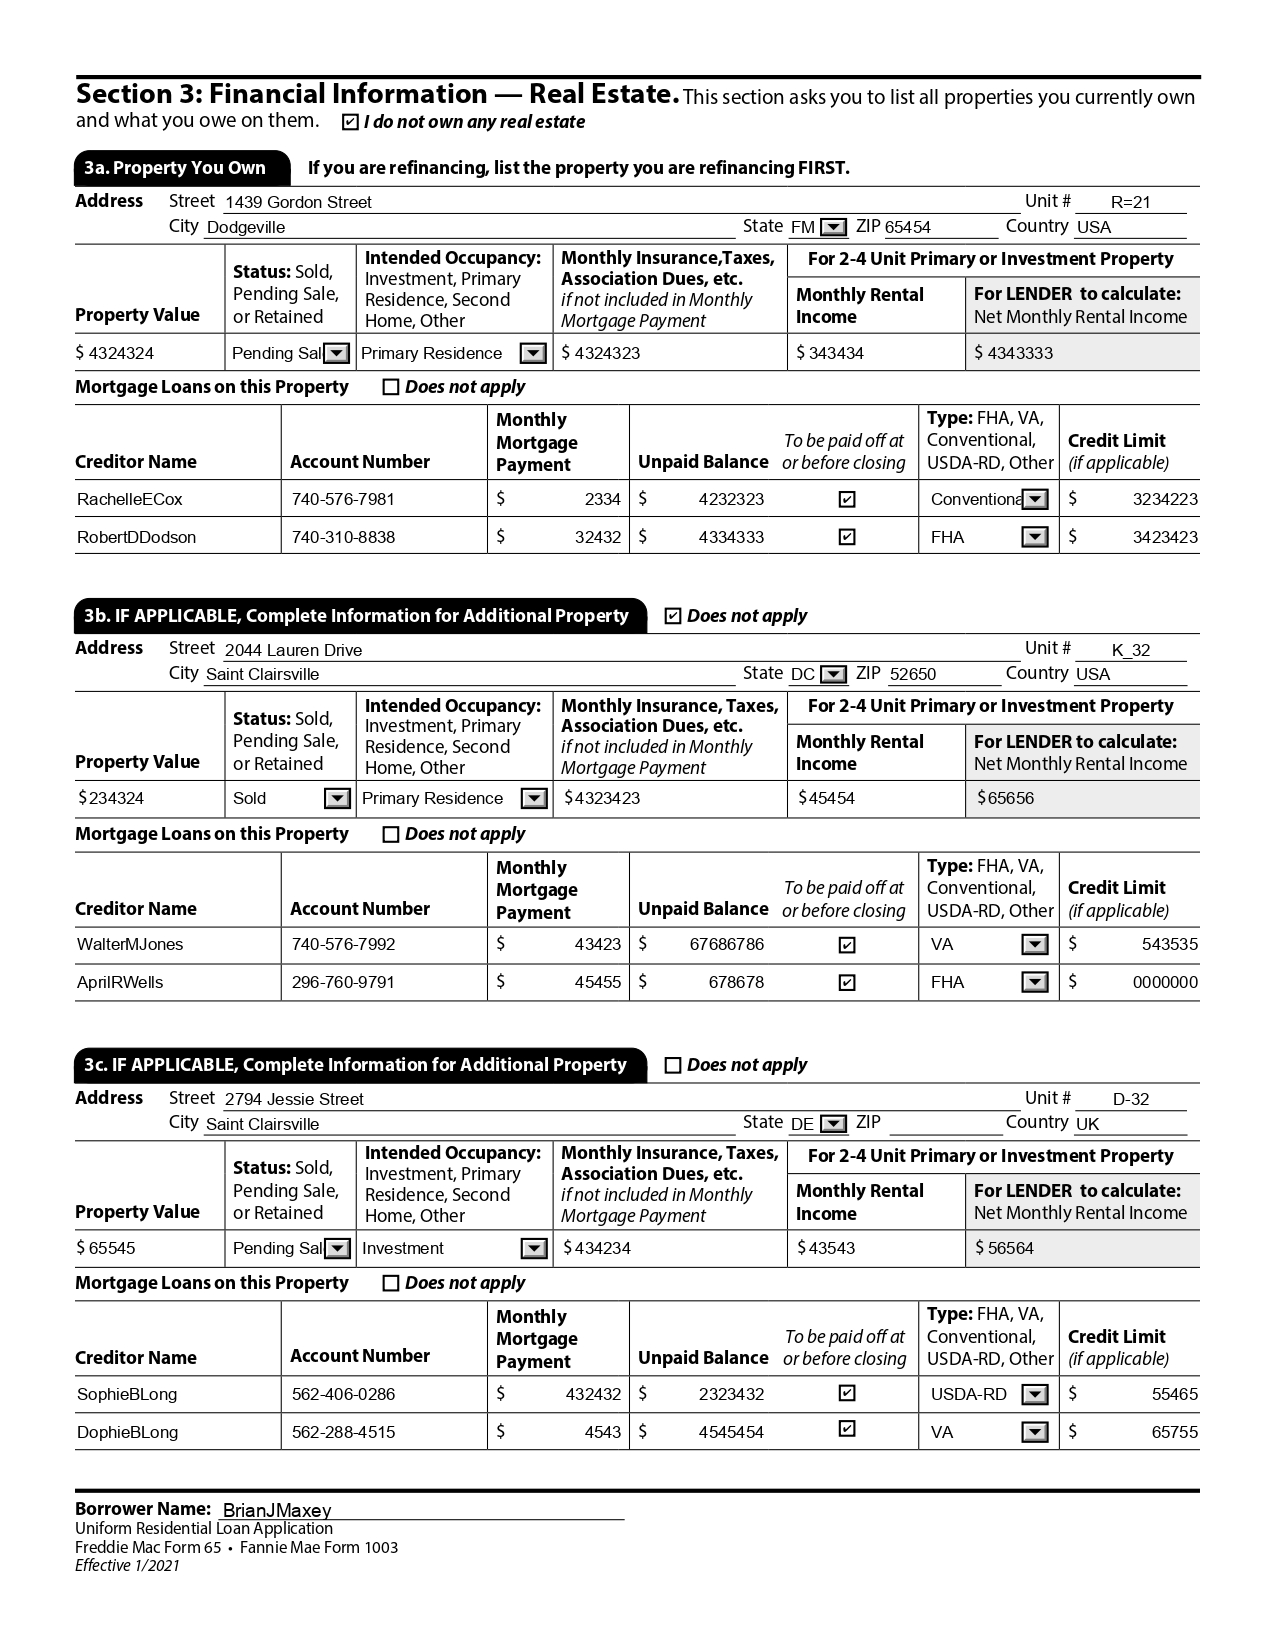 Section 3: Financial Information — Real Estate. This section asks you to list all properties you currently own
and what you owe on them. I do not own any real estate
3a. Property You Own If you are refinancing, list the property you are refinancing FIRST.
Address Street 1439 Gordon Street Unit # R=21
City Dodgeville State FM ZIP 65454 Country USA
Property Value
Status: Sold,
Pending Sale,
or Retained
Intended Occupancy:
Investment, Primary
Residence, Second
Home, Other
Monthly Insurance,Taxes,
Association Dues, etc.
if not included in Monthly
Mortgage Payment
For 2-4 Unit Primary or Investment Property
Monthly Rental
Income
For LENDER to calculate:
Net Monthly Rental Income
$ 4324324 Pending Sal Primary Residence $ 4324323 $ 343434 $ 4343333
Mortgage Loans on this Property Does not apply
Creditor Name
Account Number
Monthly
Mortgage
Payment
Unpaid Balance
To be paid off at
or before closing
Type: FHA, VA,
Conventional,
USDA-RD, Other
Credit Limit
(if applicable)
RachelleECox 740-576-7981 $ 2334 $ 4232323 Conventiona $ 3234223
RobertDDodson 740-310-8838 $ 32432 $ 4334333 FHA $ 3423423
3b. IF APPLICABLE, Complete Information for Additional Property Does not apply
Address Street 2044 Lauren Drive Unit # K_32
City Saint Clairsville State DC ZIP 52650 Country USA
Property Value
Status: Sold,
Pending Sale,
or Retained
Intended Occupancy:
Investment, Primary
Residence, Second
Home, Other
Monthly Insurance, Taxes,
Association Dues, etc.
if not included in Monthly
Mortgage Payment
For 2-4 Unit Primary or Investment Property
Monthly Rental
Income
For LENDER to calculate:
Net Monthly Rental Income
$ 234324 Sold Primary Residence $ 4323423 $ 45454 $ 65656
Mortgage Loans on this Property Does not apply
Creditor Name
Account Number
Monthly
Mortgage
Payment
Unpaid Balance
To be paid off at
or before closing
Type: FHA, VA,
Conventional,
USDA-RD, Other
Credit Limit
(if applicable)
WalterMJones 740-576-7992 $ 43423 $ 67686786 VA $ 543535
AprilRWells 296-760-9791 $ 45455 $ 678678 FHA $ 0000000
3c. IF APPLICABLE, Complete Information for Additional Property Does not apply
Address Street 2794 Jessie Street Unit # D-32
City Saint Clairsville State DE ZIP Country UK
Property Value
Status: Sold,
Pending Sale,
or Retained
Intended Occupancy:
Investment, Primary
Residence, Second
Home, Other
Monthly Insurance, Taxes,
Association Dues, etc.
if not included in Monthly
Mortgage Payment
For 2-4 Unit Primary or Investment Property
Monthly Rental
Income
For LENDER to calculate:
Net Monthly Rental Income
$ 65545 Pending Sal Investment $ 434234 $ 43543 $ 56564
Mortgage Loans on this Property Does not apply
Creditor Name
Account Number
Monthly
Mortgage
Payment
Unpaid Balance
To be paid off at
or before closing
Type: FHA, VA,
Conventional,
USDA-RD, Other
Credit Limit
(if applicable)
SophieBLong 562-406-0286 $ 432432 $ 2323432 USDA-RD $ 55465
DophieBLong 562-288-4515 $ 4543 $ 4545454 VA $ 65755
Borrower Name: BrianJMaxey
Uniform Residential Loan Application
Freddie Mac Form 65 • Fannie Mae Form 1003
Effective 1/2021